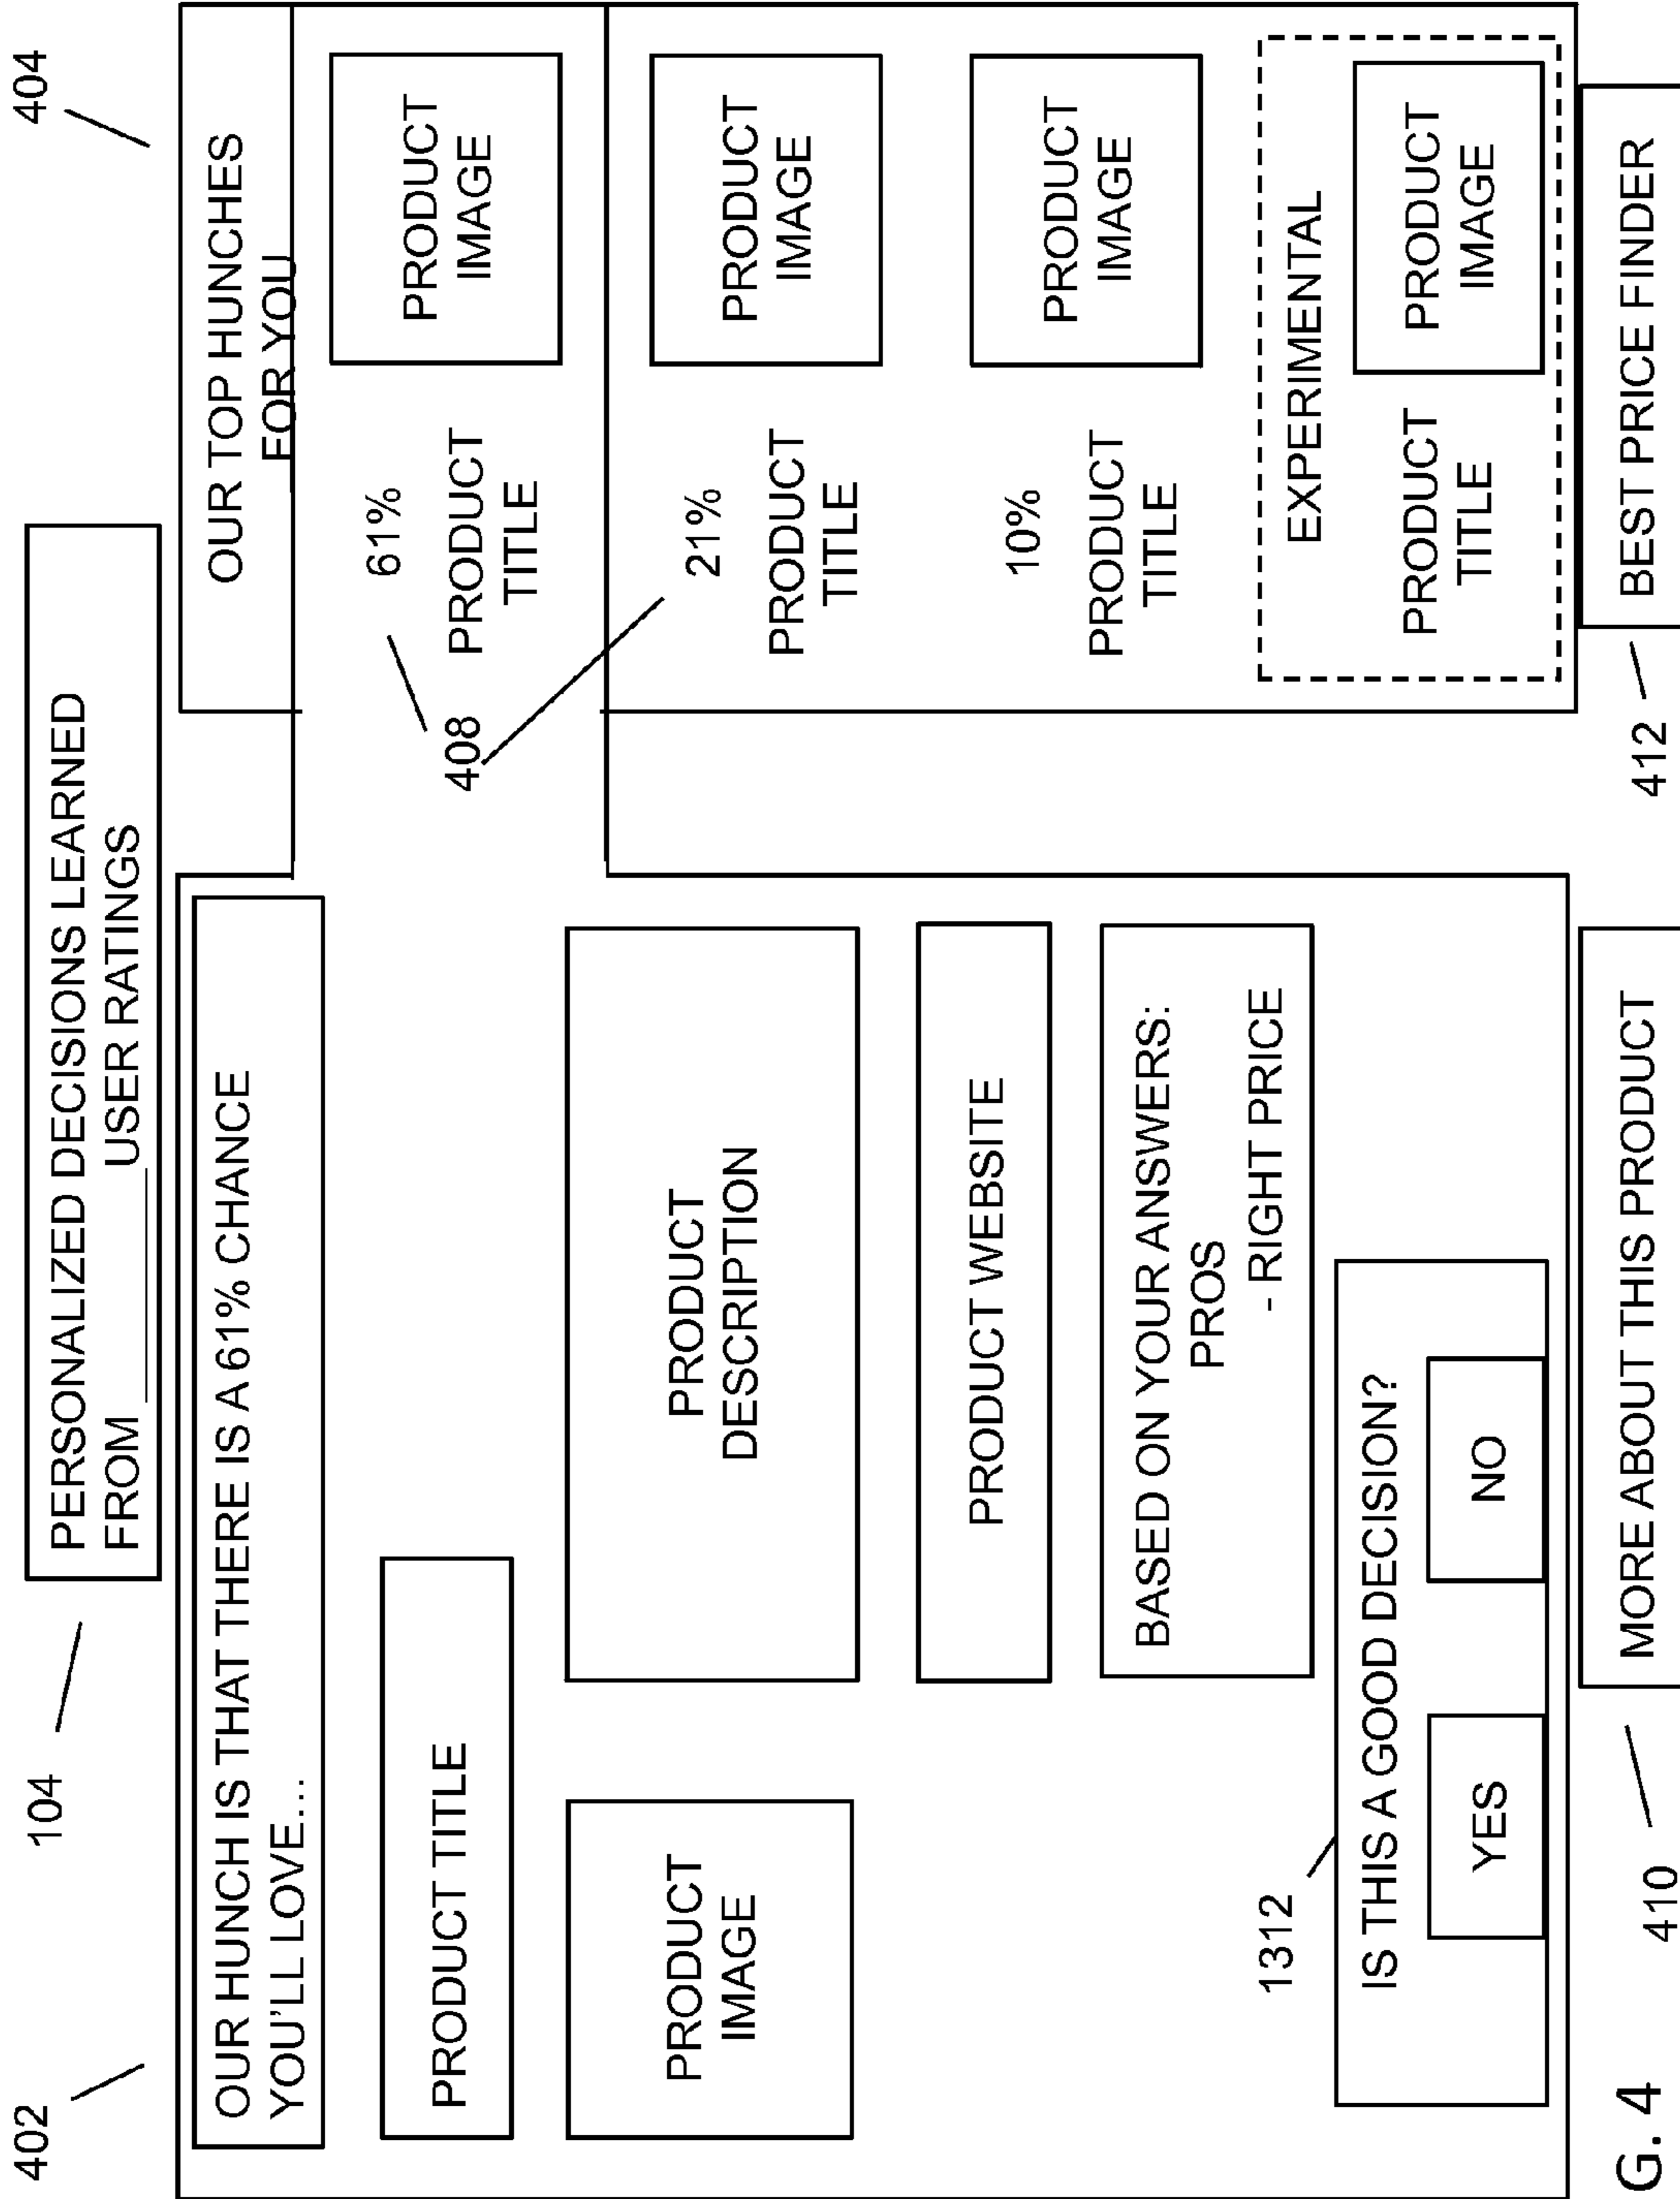 104
PERSONALIZED DECISIONS LEARNED
FROM __________ USER RATINGS
402
OUR HUNCH IS THAT THERE IS A 61% CHANCE
YOU'LL LOVE...
PRODUCT TITLE
PRODUCT
IMAGE
PRODUCT
DESCRIPTION
PRODUCT WEBSITE
BASED ON YOUR ANSWERS:
PROS
- RIGHT PRICE
1312
IS THIS A GOOD DECISION?
YES
NO
410
MORE ABOUT THIS PRODUCT
404
OUR TOP HUNCHES
FOR YOU
408
61%
PRODUCT
TITLE
PRODUCT
IMAGE
21%
PRODUCT
TITLE
PRODUCT
IMAGE
10%
PRODUCT
TITLE
PRODUCT
IMAGE
EXPERIMENTAL
PRODUCT
TITLE
PRODUCT
IMAGE
412
BEST PRICE FINDER
G. 4